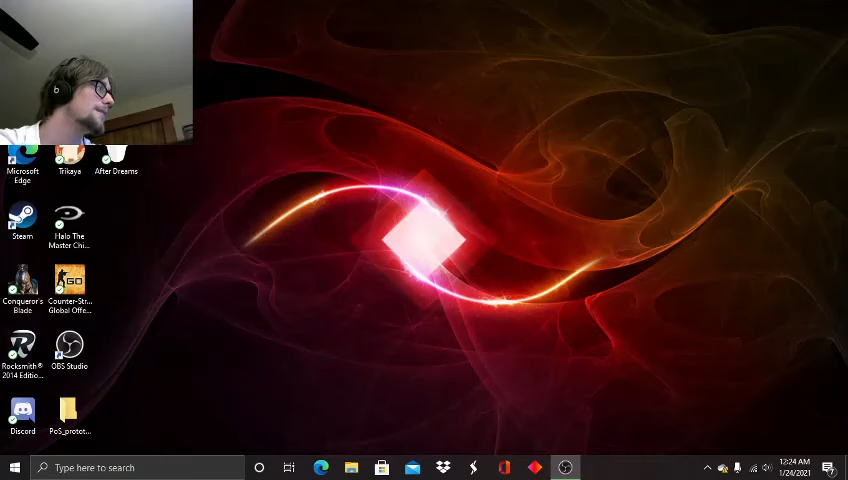 Microsoft
Edge
Trikaya
After Dreams
Steam
Halo The
Master Chi...
Conqueror's
Blade
Counter-Str...
Global Offe...
GO
Rocksmith®
2014 Editio...
OBS Studio
Discord
PoS_protot...
Type here to search
12:24 AM
1/24/2021
7